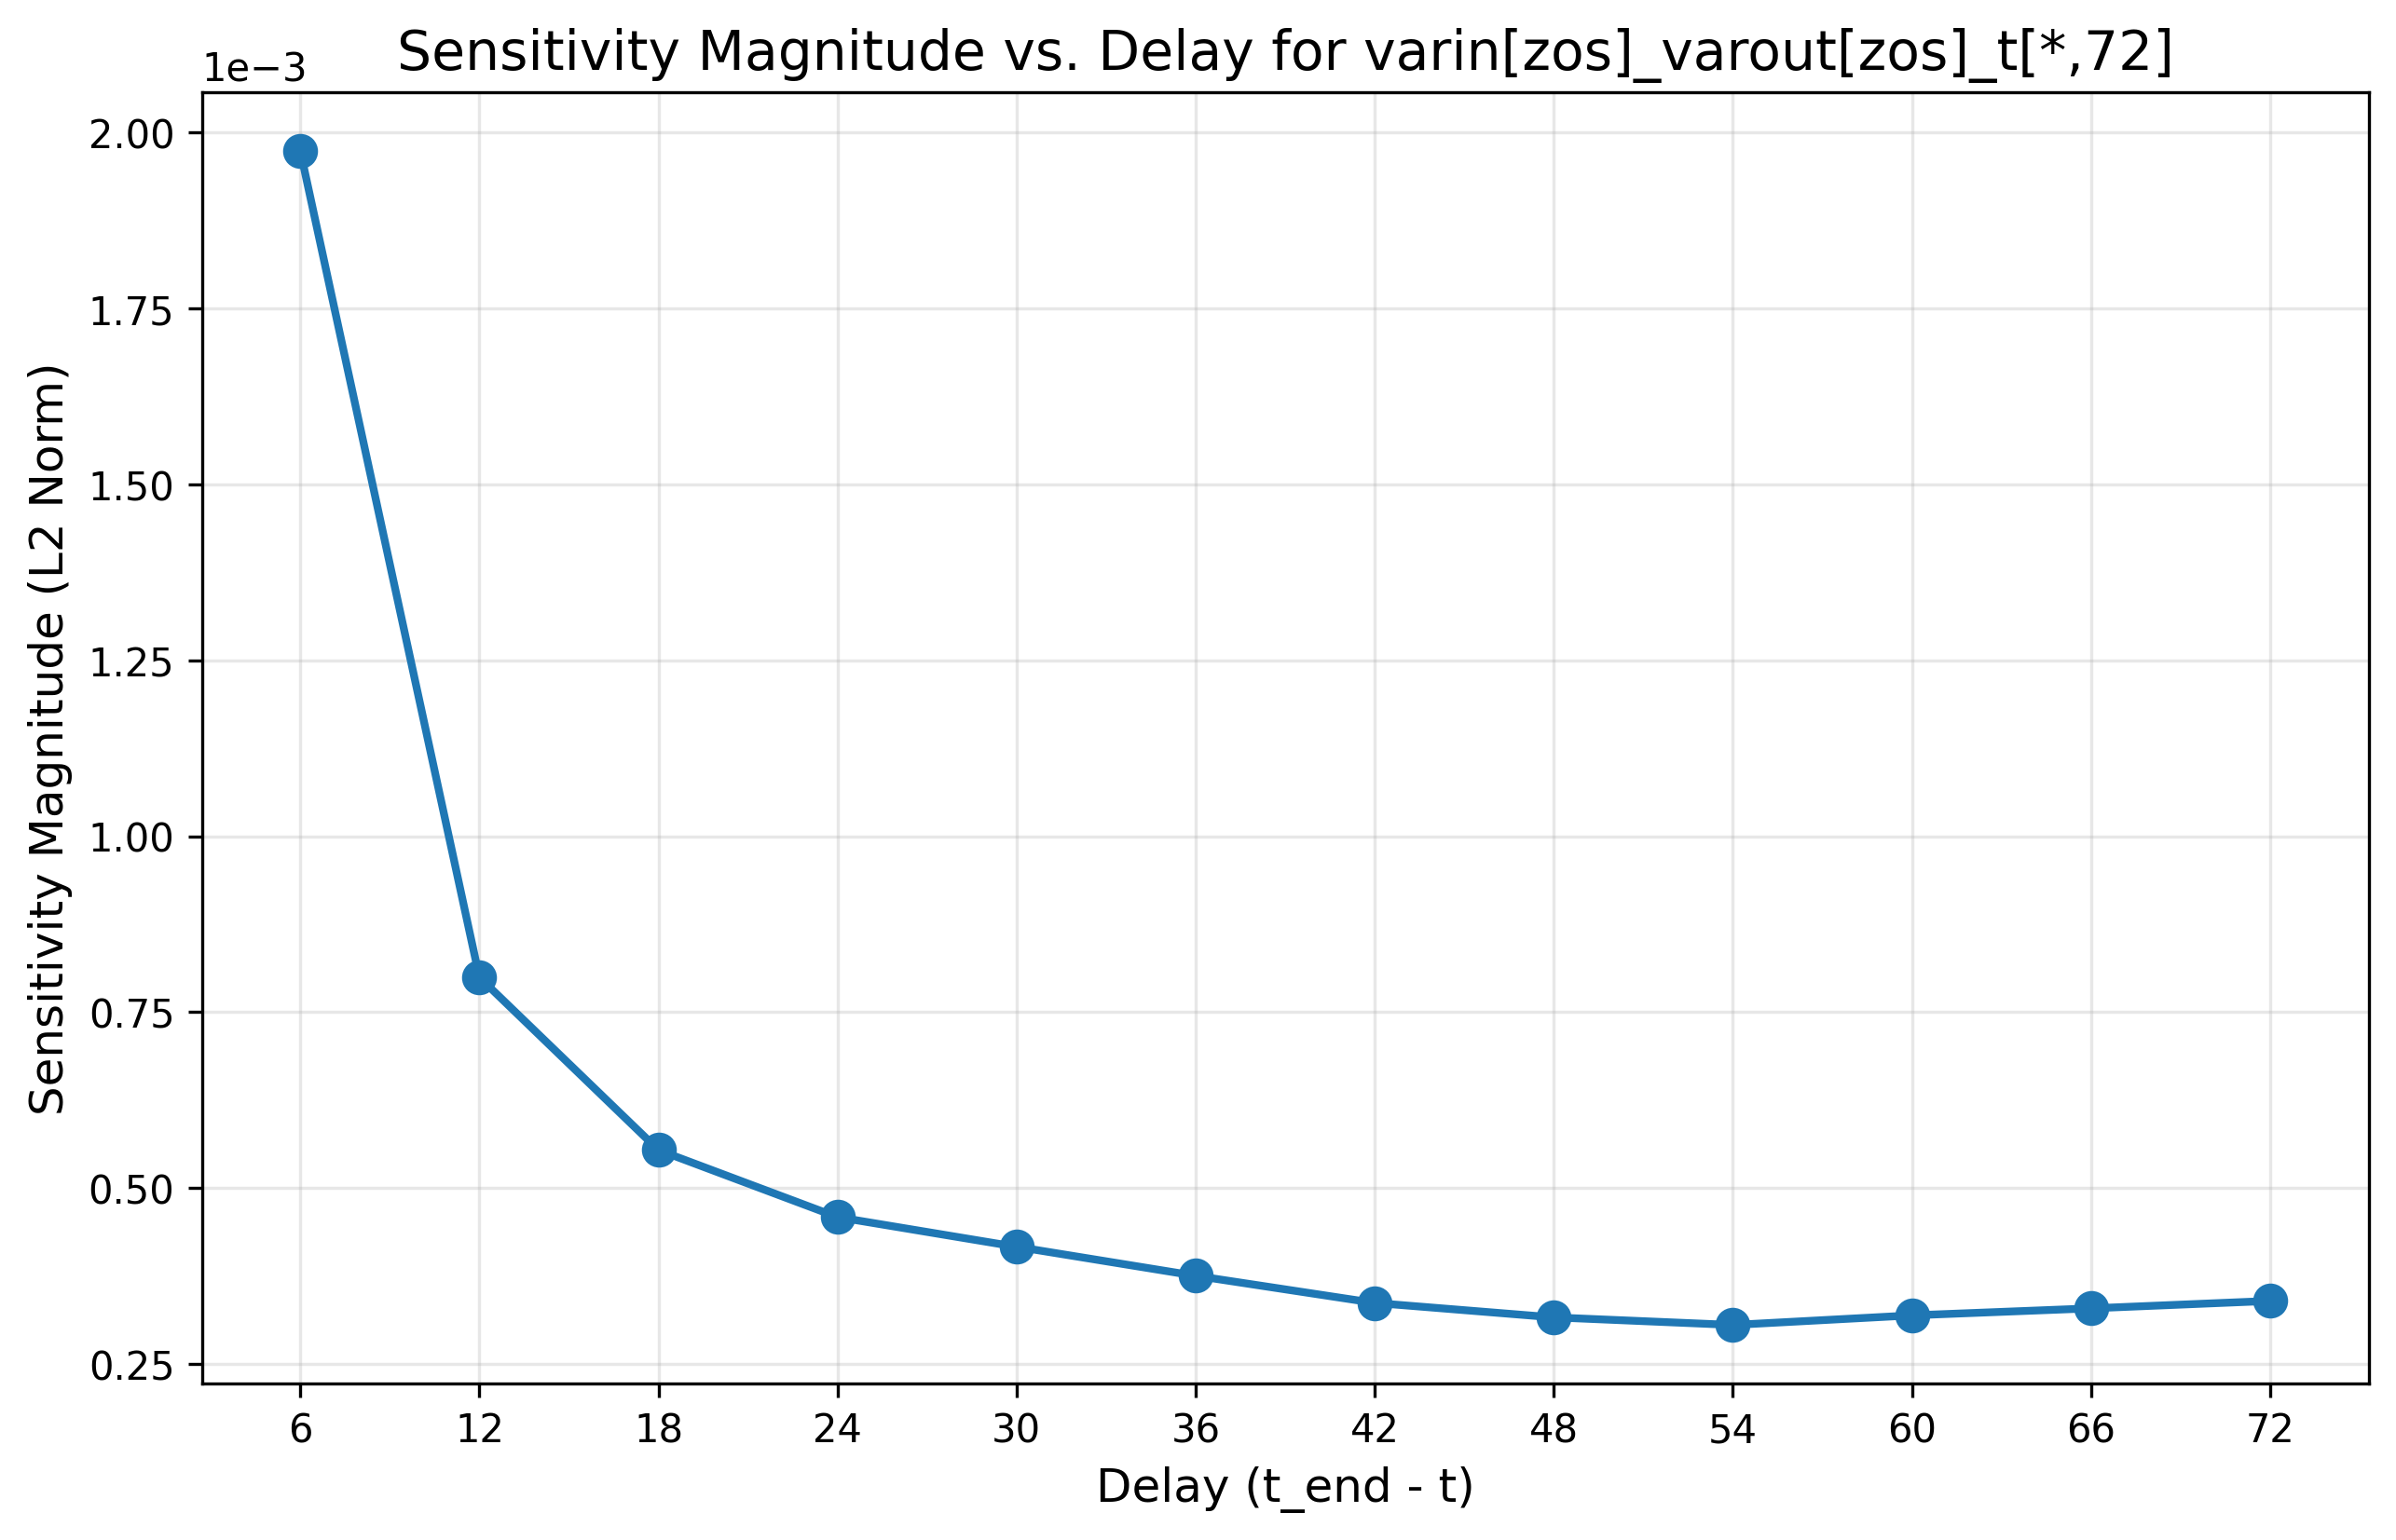 Sensitivity Magnitude vs. Delay for varin[zos]_varout[zos]_t[*,72]
1e−3
Sensitivity Magnitude (L2 Norm)
2.00
1.75
1.50
1.25
1.00
0.75
0.50
0.25
6 12 18 24 30 36 42 48 54 60 66 72
Delay (t_end - t)